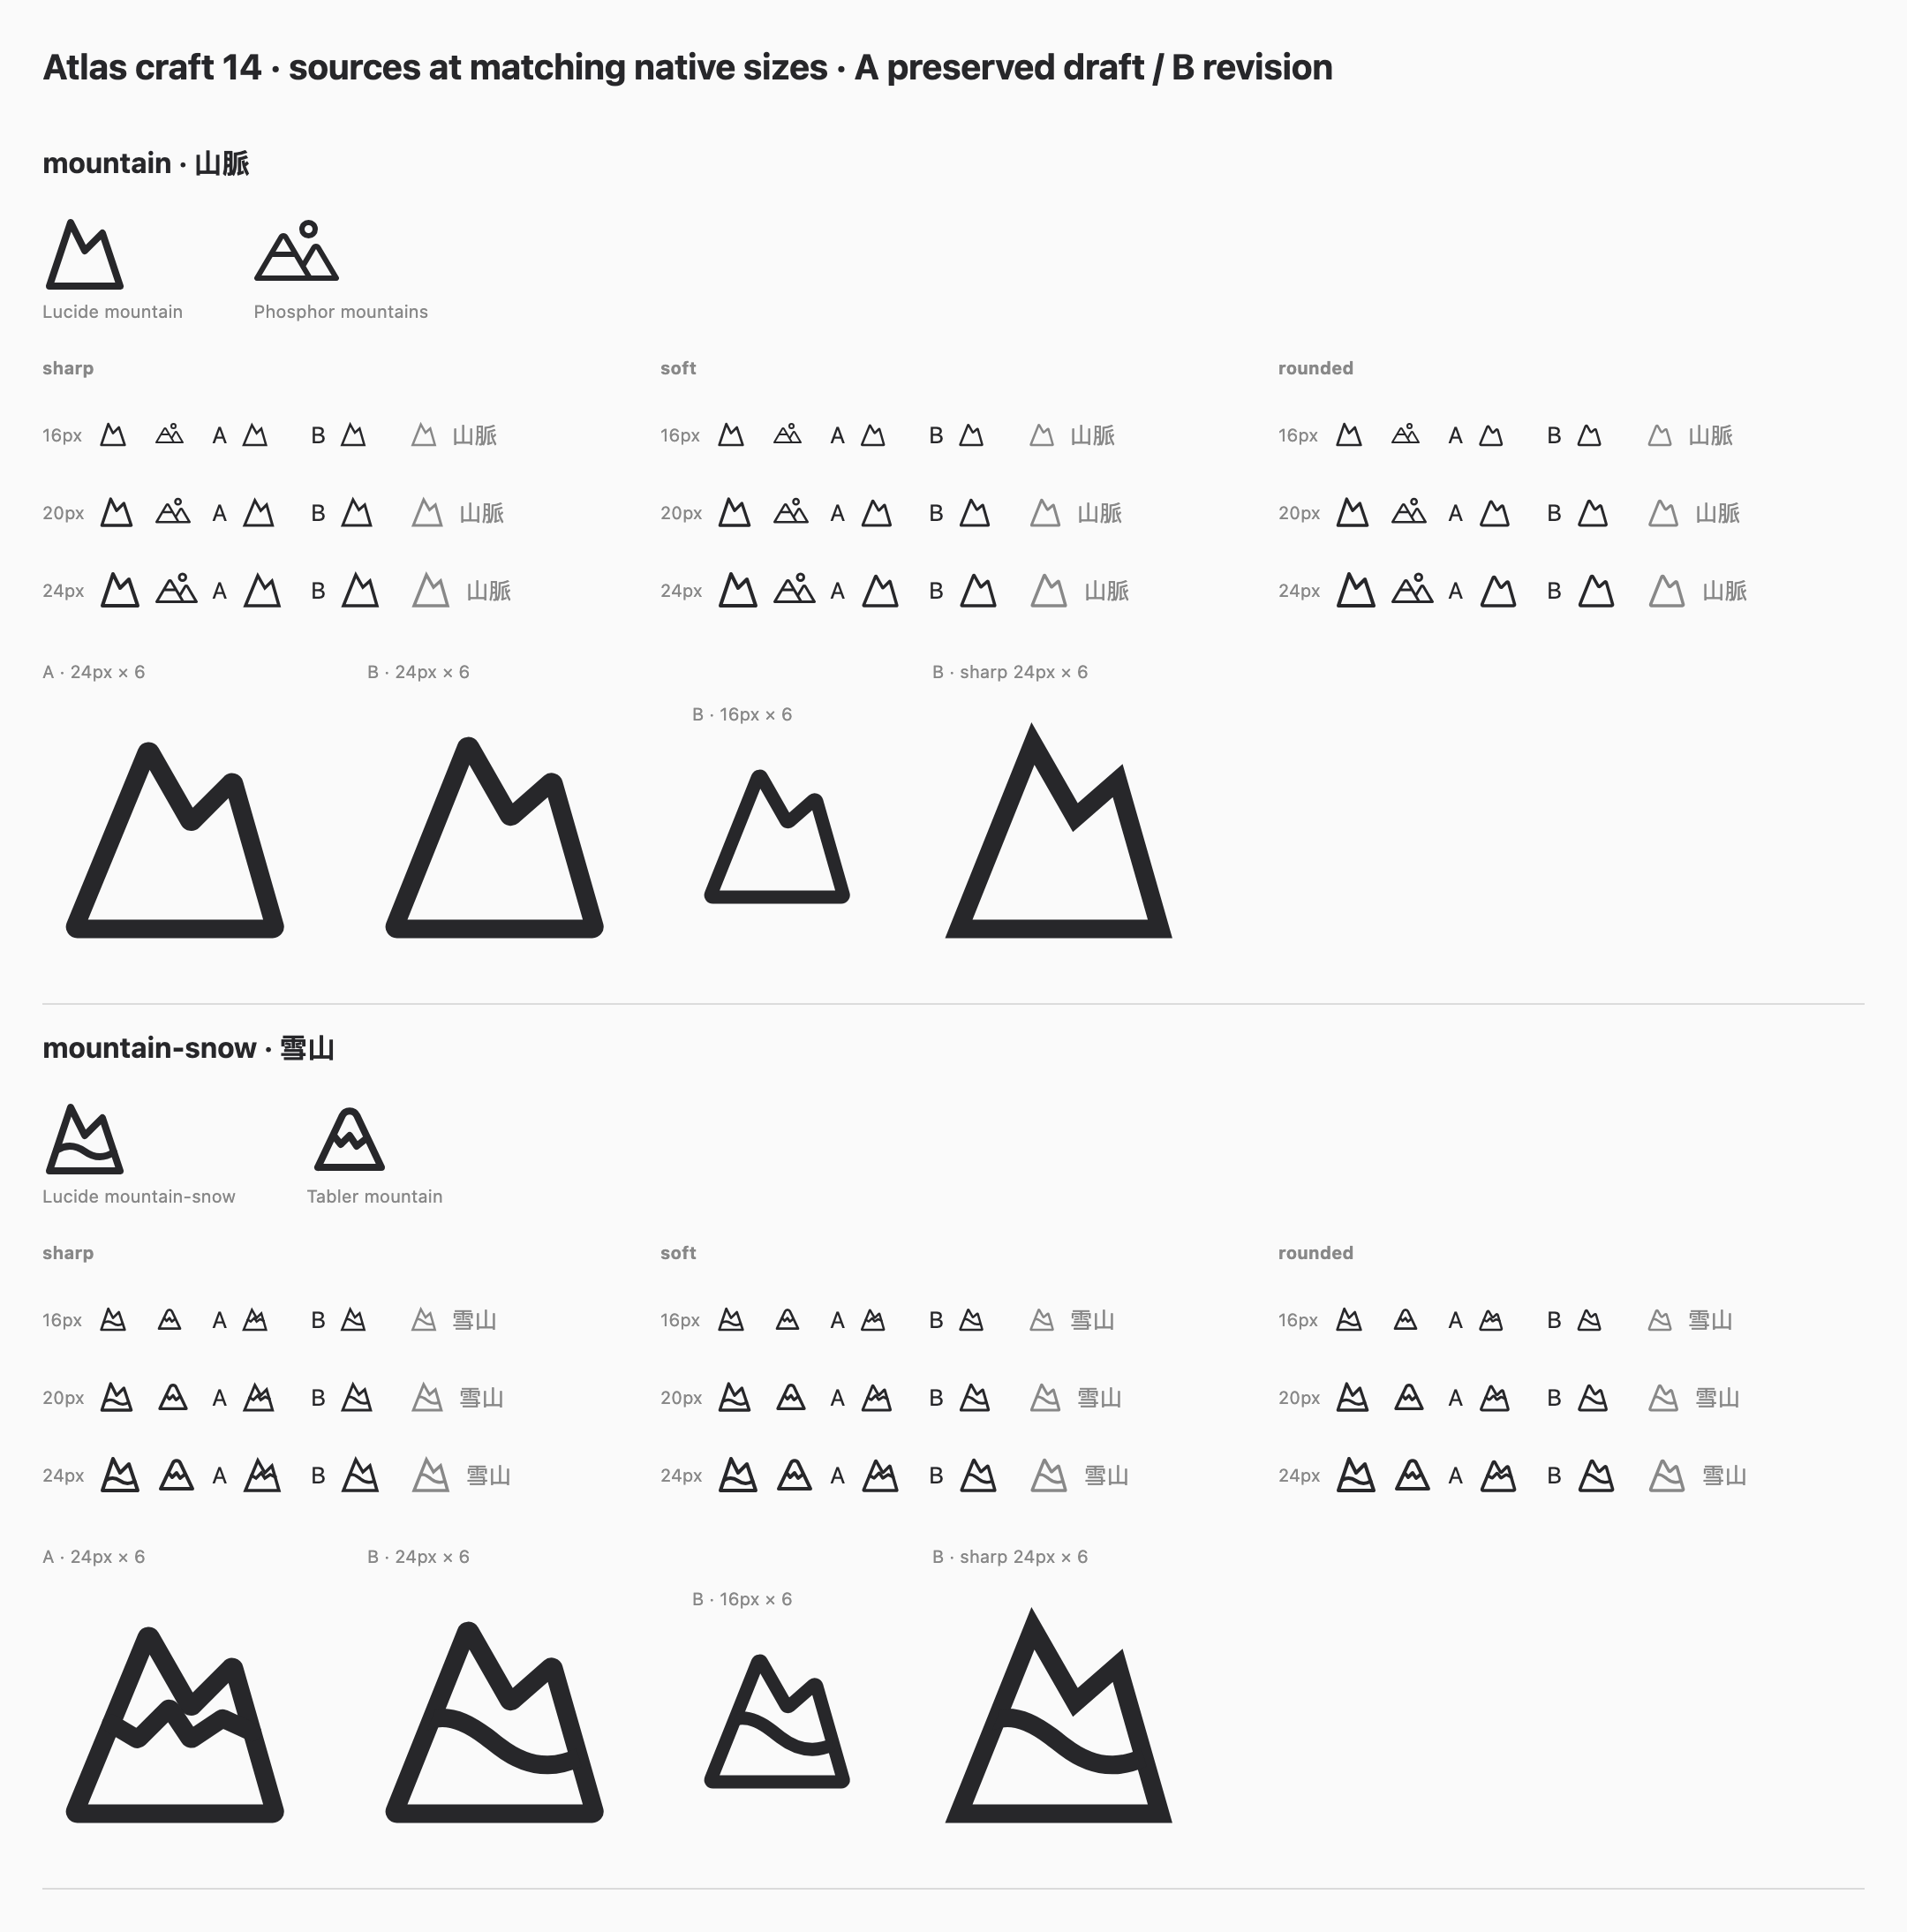 Atlas craft 14 · sources at matching native sizes · A preserved draft / B revision
mountain · 山脈
Lucide mountain Phosphor mountains
sharp soft rounded
16px A B 山脈 16px A B 山脈 16px A B 山脈
20px A B 山脈 20px A B 山脈 20px A B 山脈
24px A B 山脈 24px A B 山脈 24px A B 山脈
A · 24px × 6 B · 24px × 6 B · sharp 24px × 6
B · 16px × 6
mountain-snow · 雪山
Lucide mountain-snow Tabler mountain
sharp soft rounded
16px A B 雪山 16px A B 雪山 16px A B 雪山
20px A B 雪山 20px A B 雪山 20px A B 雪山
24px A B 雪山 24px A B 雪山 24px A B 雪山
A · 24px × 6 B · 24px × 6 B · sharp 24px × 6
B · 16px × 6